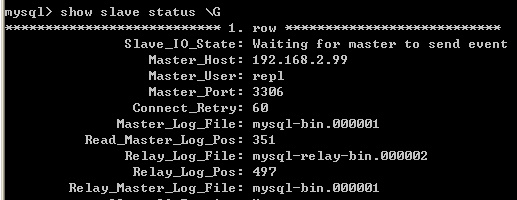 mysql> show slave status \G
*************************** 1. row ***************************
Slave_IO_State: Waiting for master to send event
Master_Host: 192.168.2.99
Master_User: repl
Master_Port: 3306
Connect_Retry: 60
Master_Log_File: mysql-bin.000001
Read_Master_Log_Pos: 351
Relay_Log_File: mysql-relay-bin.000002
Relay_Log_Pos: 497
Relay_Master_Log_File: mysql-bin.000001